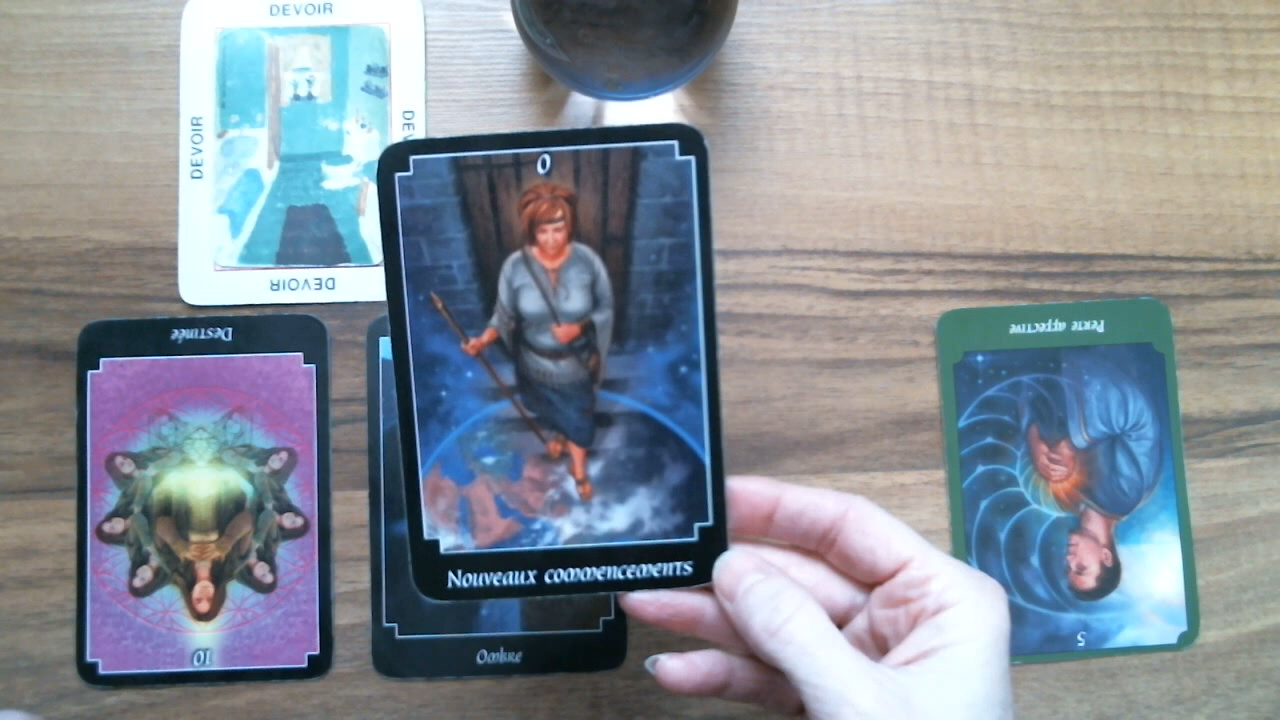 DEVOIR
DEVOIR
DEVOIR
DEVOIR
0
Nouveaux commencements
Destinée
10
Ombre
Perte affective
5